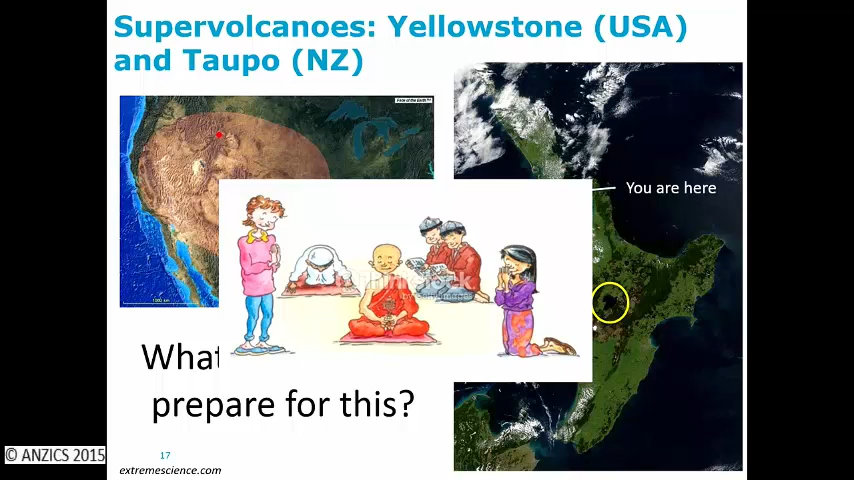 Supervolcanoes: Yellowstone (USA)
and Taupo (NZ)
You are here
What
prepare for this?
17
extremescience.com
© ANZICS 2015